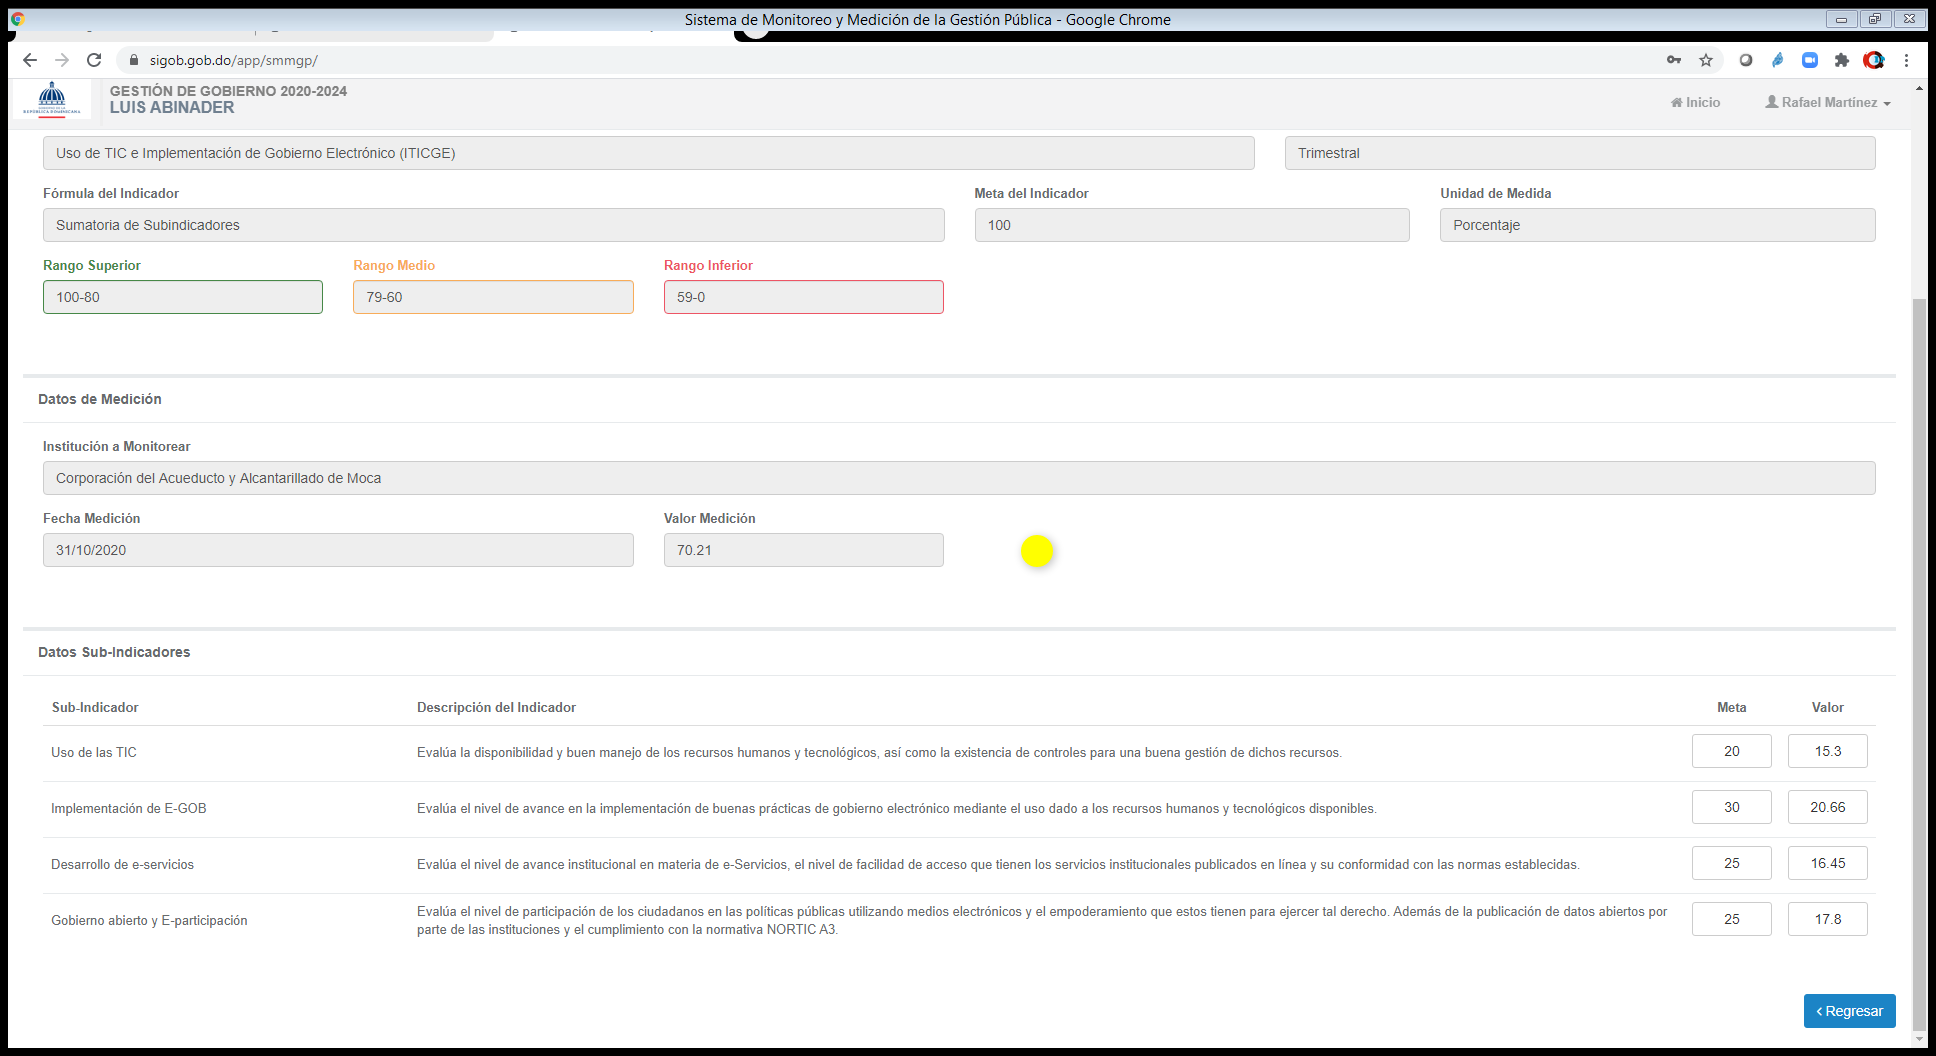 Sistema de Monitoreo y Medición de la Gestión Pública - Google Chrome
sigob.gob.do/app/smmgp/
GESTIÓN DE GOBIERNO 2020-2024
LUIS ABINADER
REPÚBLICA DOMINICANA
Inicio
Rafael Martínez
Uso de TIC e Implementación de Gobierno Electrónico (ITICGE)
Trimestral
Fórmula del Indicador
Meta del Indicador
Unidad de Medida
Sumatoria de Subindicadores
100
Porcentaje
Rango Superior
Rango Medio
Rango Inferior
100-80
79-60
59-0
Datos de Medición
Institución a Monitorear
Corporación del Acueducto y Alcantarillado de Moca
Fecha Medición
Valor Medición
31/10/2020
70.21
Datos Sub-Indicadores
Sub-Indicador
Descripción del Indicador
Meta
Valor
Uso de las TIC
Evalúa la disponibilidad y buen manejo de los recursos humanos y tecnológicos, así como la existencia de controles para una buena gestión de dichos recursos.
20
15.3
Implementación de E-GOB
Evalúa el nivel de avance en la implementación de buenas prácticas de gobierno electrónico mediante el uso dado a los recursos humanos y tecnológicos disponibles.
30
20.66
Desarrollo de e-servicios
Evalúa el nivel de avance institucional en materia de e-Servicios, el nivel de facilidad de acceso que tienen los servicios institucionales publicados en línea y su conformidad con las normas establecidas.
25
16.45
Gobierno abierto y E-participación
Evalúa el nivel de participación de los ciudadanos en las políticas públicas utilizando medios electrónicos y el empoderamiento que estos tienen para ejercer tal derecho. Además de la publicación de datos abiertos por
parte de las instituciones y el cumplimiento con la normativa NORTIC A3.
25
17.8
Regresar